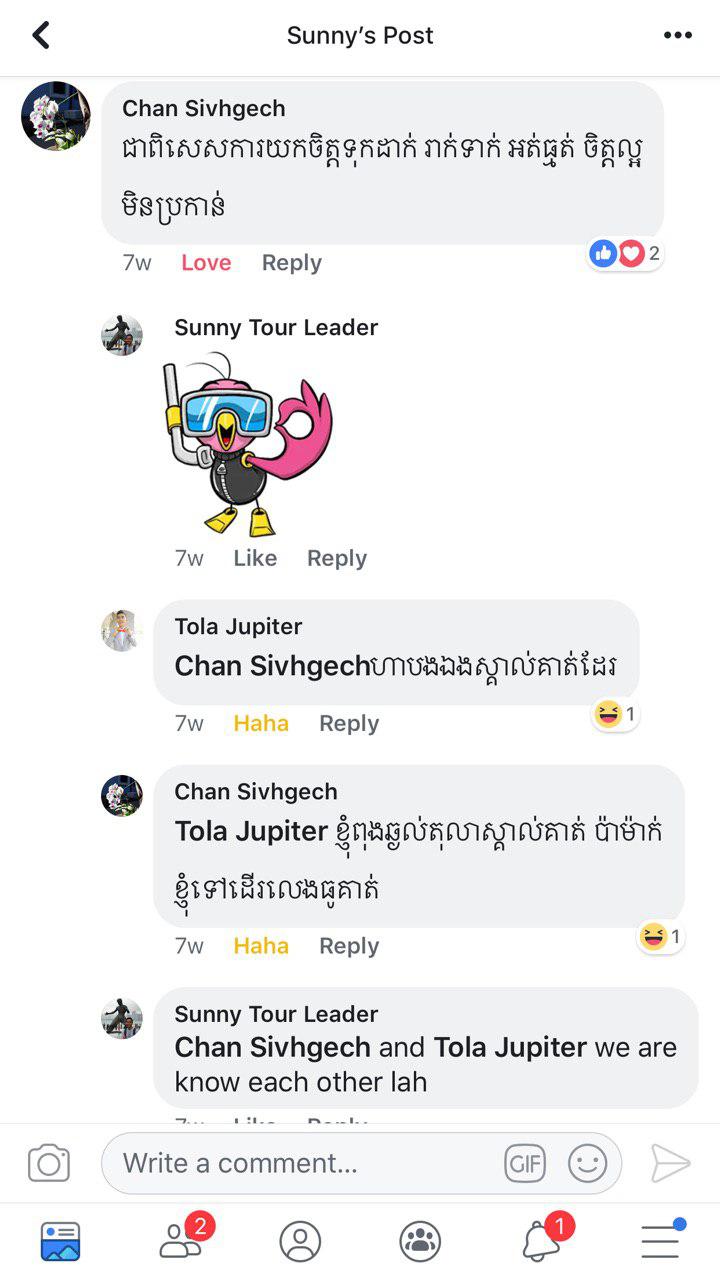 Sunny's Post
Chan Sivhgech
ជាពិសេសការយកចិត្តទុកដាក់ រាក់ទាក់ អត់ធ្មត់ ចិត្តល្អ
មិនប្រកាន់
7w Love Reply 2
Sunny Tour Leader
7w Like Reply
Tola Jupiter
Chan Sivhgechហាបងឯងស្គាល់គាត់ដែរ
7w Haha Reply 1
Chan Sivhgech
Tola Jupiter ខ្ញុំពុងឆ្ងល់តុលាស្គាល់គាត់ ប៉ាម៉ាក់
ខ្ញុំទៅដើរលេងធូគាត់
7w Haha Reply 1
Sunny Tour Leader
Chan Sivhgech and Tola Jupiter we are
know each other lah
7w Like Reply
Write a comment... GIF
2 1